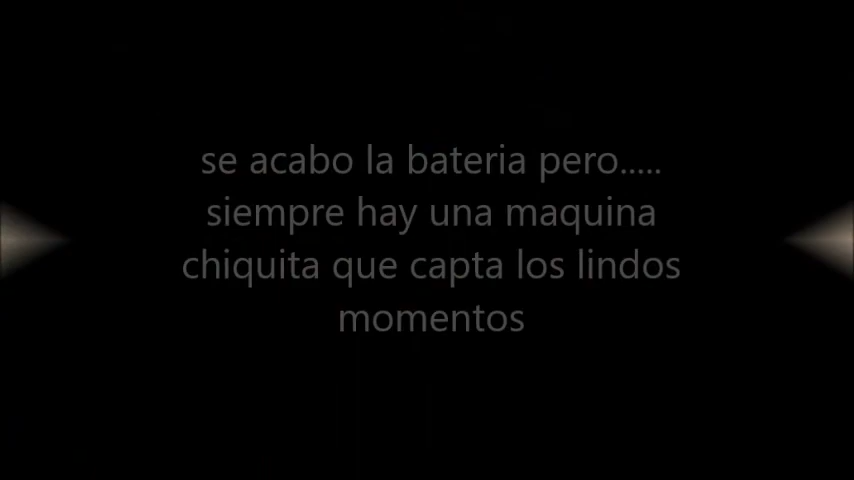 se acabo la bateria pero.....
siempre hay una maquina
chiquita que capta los lindos
momentos